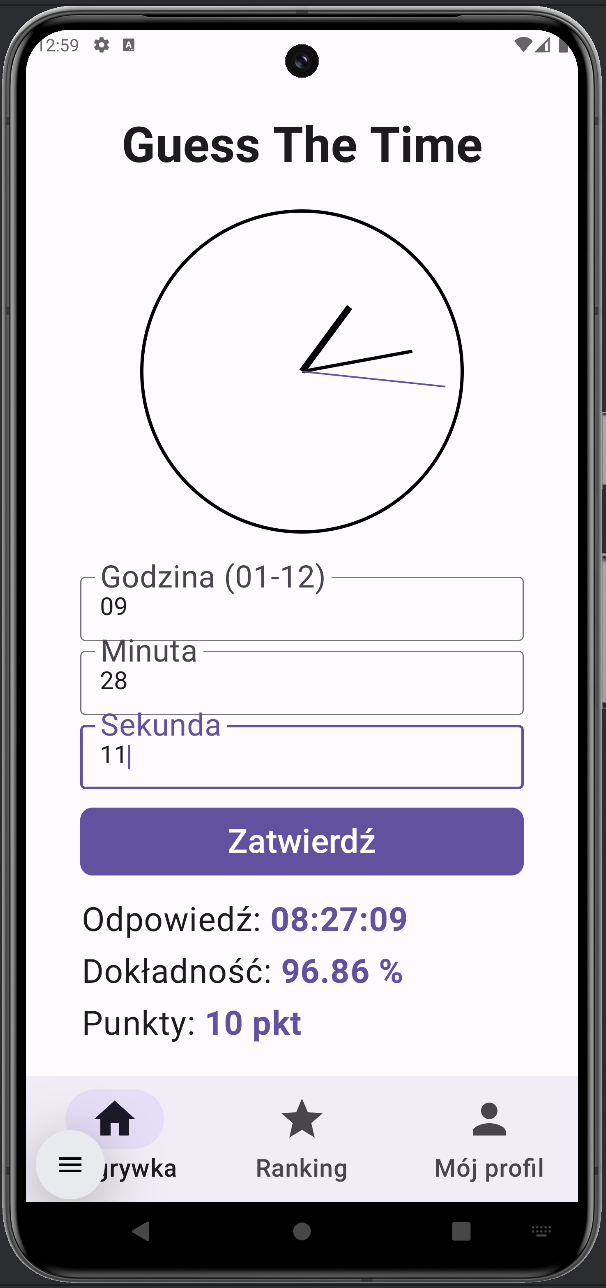 12:59
Guess The Time
Godzina (01-12)
09
Minuta
28
Sekunda
11
Zatwierdź
Odpowiedź: 08:27:09
Dokładność: 96.86 %
Punkty: 10 pkt
grywka Ranking Mój profil